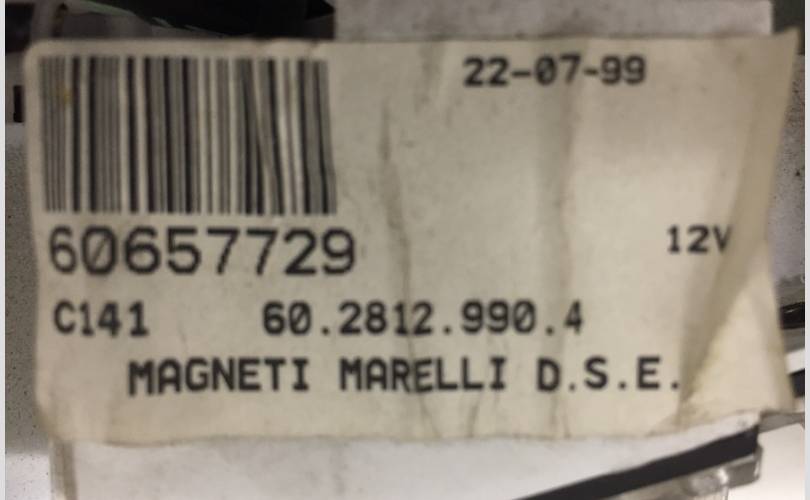 22-07-99
60657729
12V
C141 60.2812.990.4
MAGNETI MARELLI D.S.E.